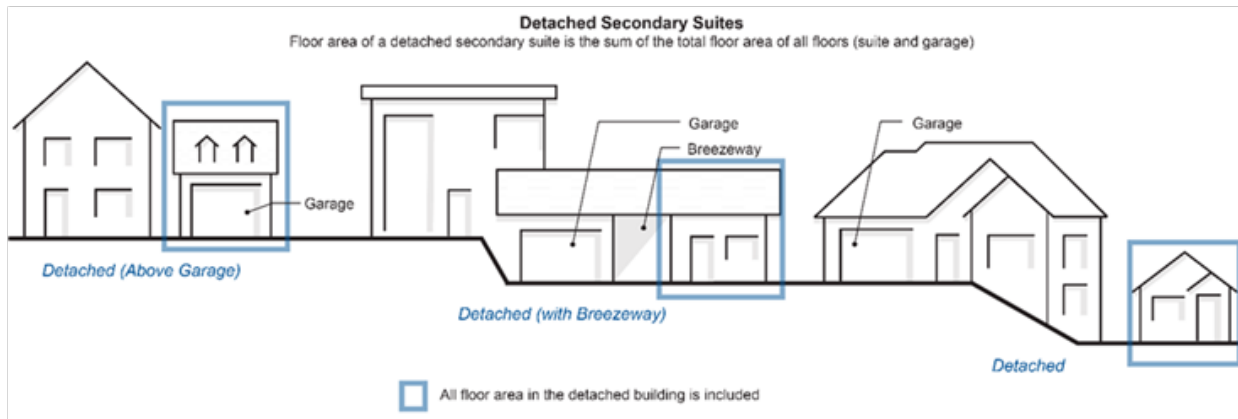 Detached Secondary Suites
Floor area of a detached secondary suite is the sum of the total floor area of all floors (suite and garage)
Garage
Breezeway
Garage
Garage
Detached (Above Garage)
Detached (with Breezeway)
Detached
All floor area in the detached building is included